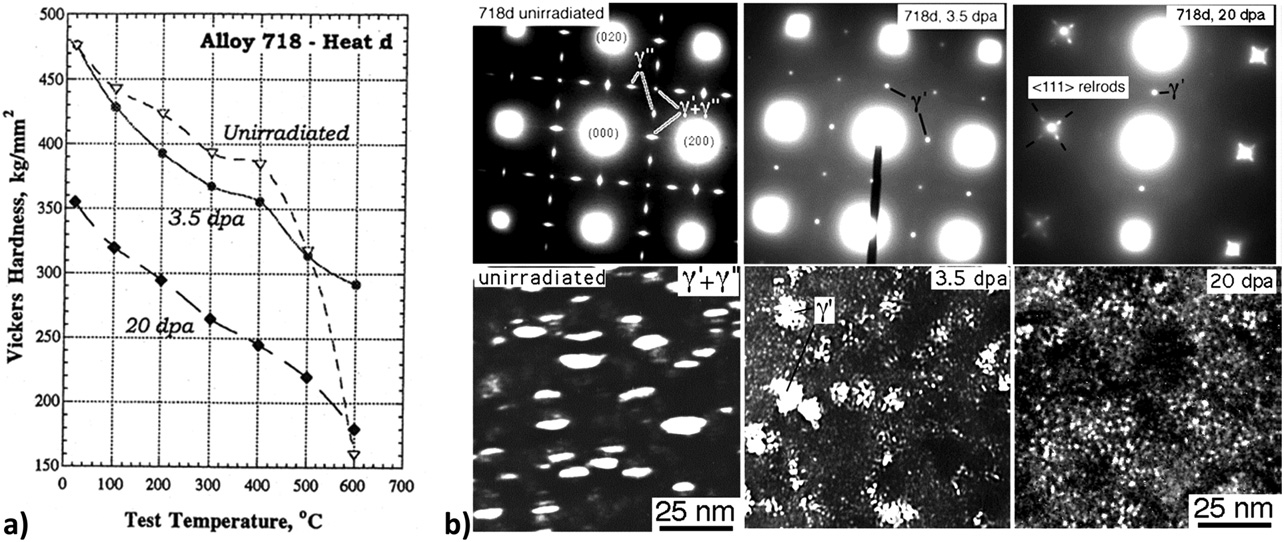 Alloy 718 - Heat d
Unirradiated
3.5 dpa
20 dpa
500
450
400
350
300
250
200
150
0 100 200 300 400 500 600 700
Vickers Hardness, kg/mm²
Test Temperature, °C
a)
b)
718d unirradiated
(020)
γ"
γ'+γ"
(000)
(200)
718d, 3.5 dpa
γ'
718d, 20 dpa
<111> relrods
γ'
unirradiated
γ'+γ"
25 nm
3.5 dpa
γ'
25 nm
20 dpa
25 nm